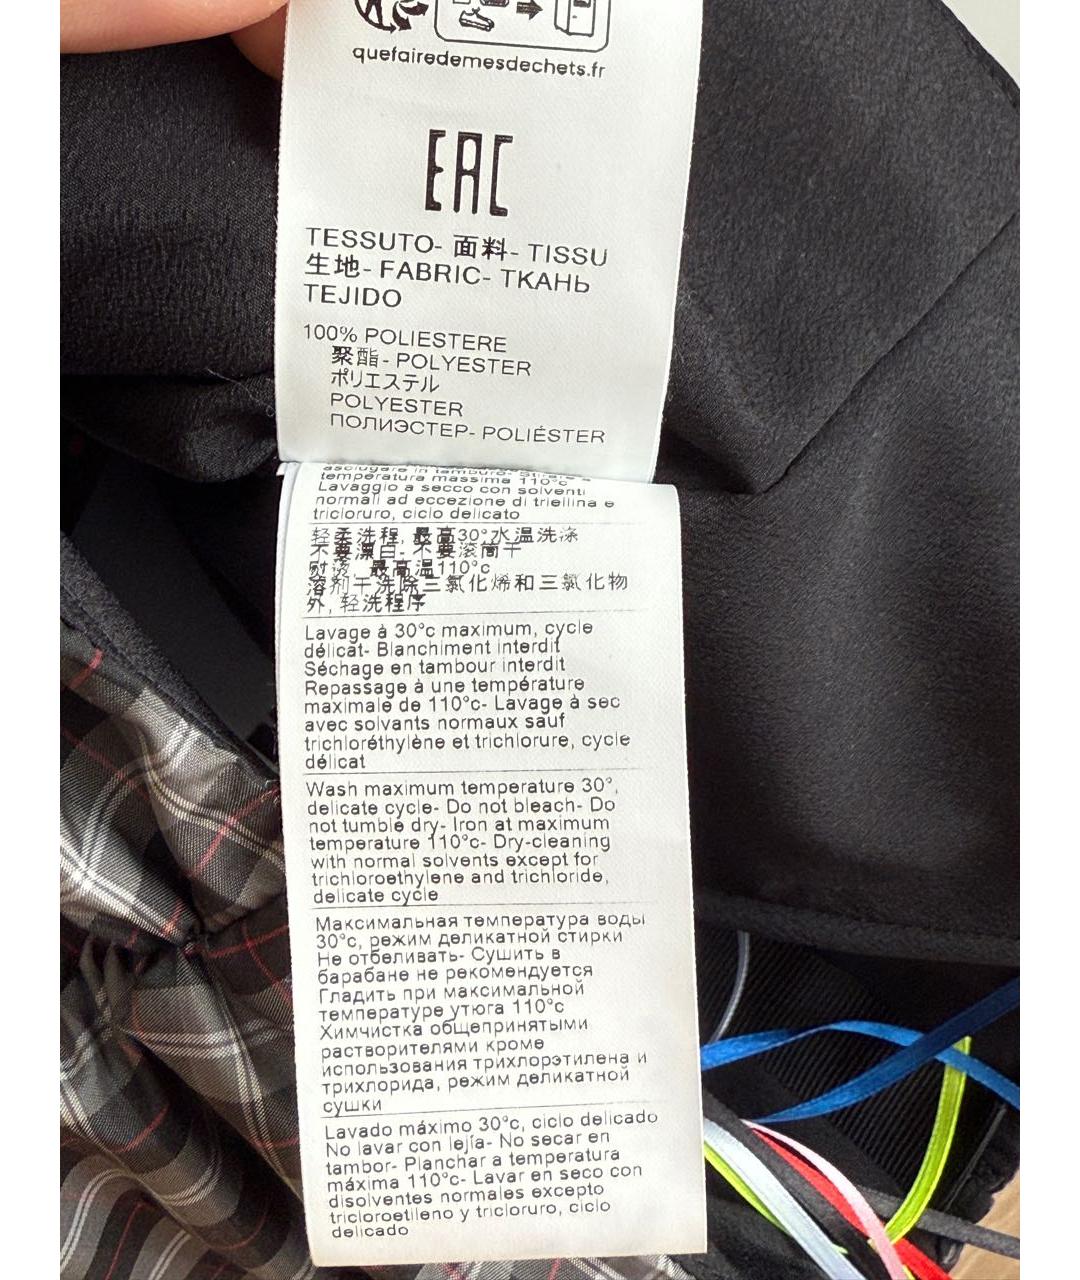 quefairedemesdechets.fr
EAC
TESSUTO- 面料- TISSU
生地- FABRIC- ТКАНЬ
TEJIDO
100% POLIESTERE
聚酯- POLYESTER
ポリエステル
POLYESTER
ПОЛИЭСТЕР- POLIÉSTER
asciugare in tamburo- Stirare a
temperatura massima 110°c
Lavaggio a secco con solventi
normali ad eccezione di triellina e
tricloruro, ciclo delicato
轻柔洗程, 最高30°水温洗涤
不要漂白- 不要滚筒干
熨烫, 最高温110°c
溶剂干洗除三氯化烯和三氯化物
外, 轻洗程序
Lavage à 30°c maximum, cycle
délicat- Blanchiment interdit
Séchage en tambour interdit
Repassage à une température
maximale de 110°c- Lavage à sec
avec solvants normaux sauf
trichloréthylène et trichlorure, cycle
délicat
Wash maximum temperature 30°,
delicate cycle- Do not bleach- Do
not tumble dry- Iron at maximum
temperature 110°c- Dry-cleaning
with normal solvents except for
trichloroethylene and trichloride,
delicate cycle
Максимальная температура воды
30°c, режим деликатной стирки
Не отбеливать- Сушить в
барабане не рекомендуется
Гладить при максимальной
температуре утюга 110°c
Химчистка общепринятыми
растворителями кроме
использования трихлорэтилена и
трихлорида, режим деликатной
сушки
Lavado máximo 30°c, ciclo delicado
No lavar con lejía- No secar en
tambor- Planchar a temperatura
máxima 110°c- Lavar en seco con
disolventes normales excepto
tricloroetileno y tricloruro, ciclo
delicado